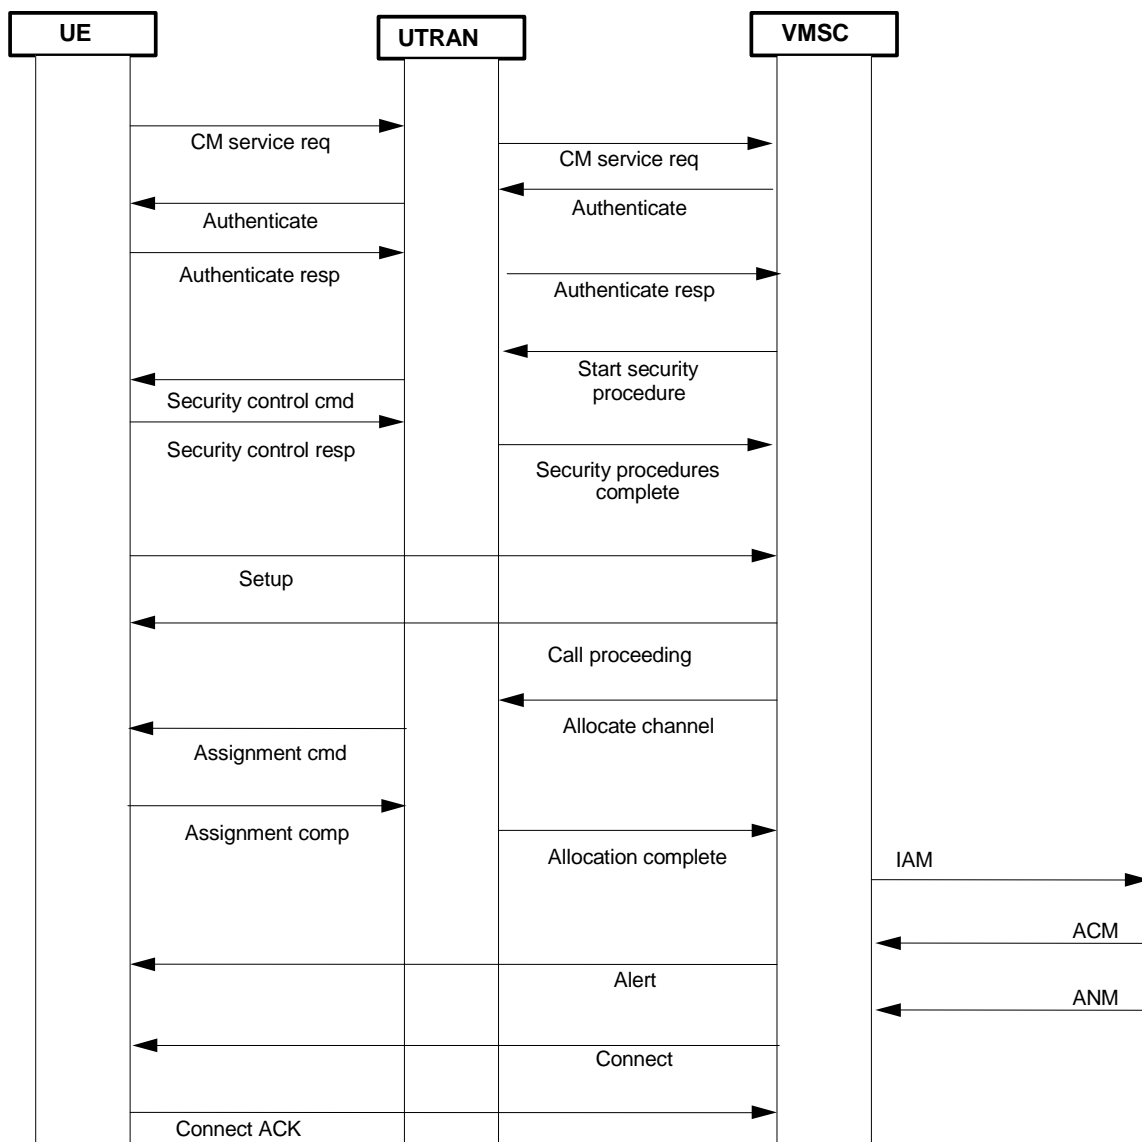 UE
UTRAN
VMSC
CM service req
CM service req
Authenticate
Authenticate
Authenticate resp
Authenticate resp
Start security
procedure
Security control cmd
Security control resp
Security procedures
complete
Setup
Call proceeding
Allocate channel
Assignment cmd
Assignment comp
Allocation complete
IAM
ACM
Alert
ANM
Connect
Connect ACK